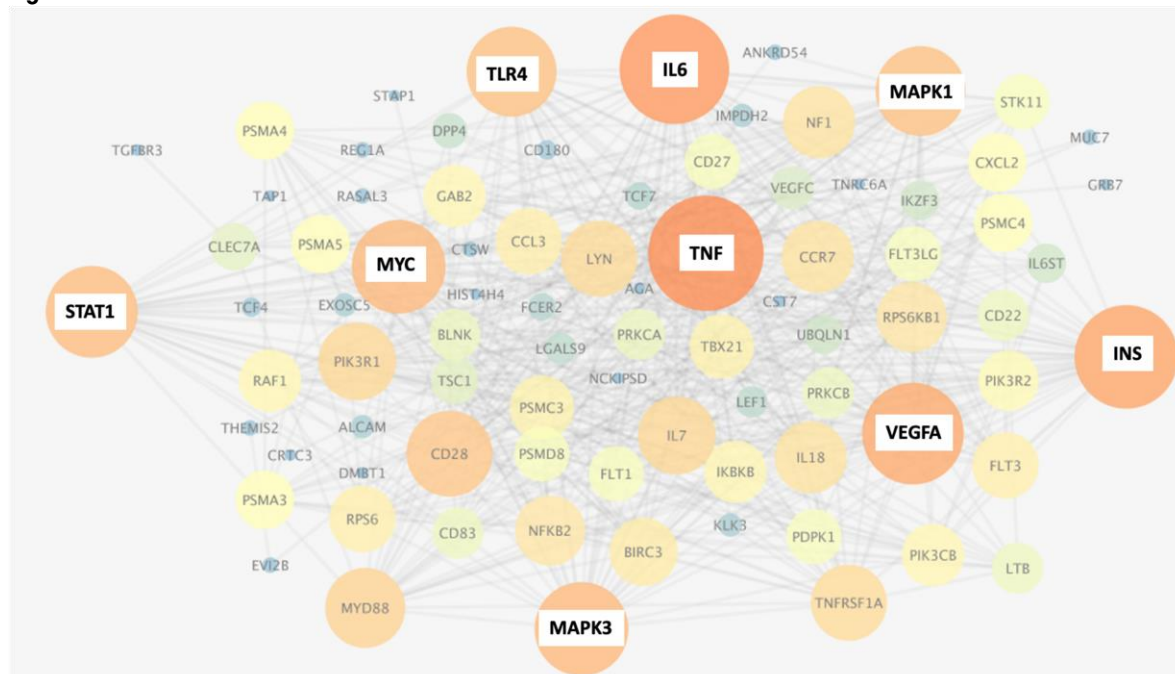 TLR4
IL6
ANKRD54
MAPK1
STAP1
STK11
IMPDH2
NF1
PSMA4
DPP4
MUC7
TGFBR3
REG1A
CD180
CD27
CXCL2
TCF7
VEGFC
TNRC6A
GRB7
TAP1
RASAL3
GAB2
IKZF3
PSMC4
CLEC7A
PSMA5
MYC
CTSW
CCL3
LYN
TNF
CCR7
FLT3LG
IL6ST
AGA
HIST4H4
CST7
STAT1
TCF4
EXOSC5
FCER2
RPS6KB1
CD22
BLNK
LGALS9
PRKCA
TBX21
UBQLN1
INS
PIK3R1
RAF1
TSC1
NCKIPSD
PIK3R2
PRKCB
LEF1
PSMC3
THEMIS2
ALCAM
IL7
VEGFA
CRTC3
CD28
PSMD8
IL18
DMBT1
FLT1
IKBKB
FLT3
PSMA3
RPS6
CD83
NFKB2
KLK3
PDPK1
BIRC3
PIK3CB
EVI2B
LTB
MYD88
MAPK3
TNFRSF1A